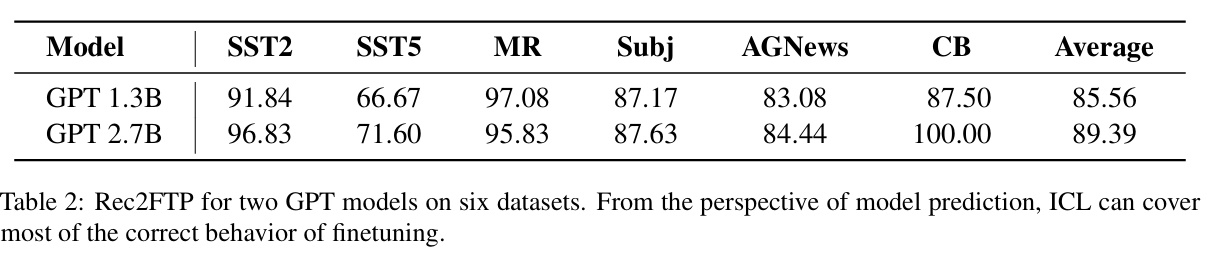 Model SST2 SST5 MR Subj AGNews CB Average
GPT 1.3B 91.84 66.67 97.08 87.17 83.08 87.50 85.56
GPT 2.7B 96.83 71.60 95.83 87.63 84.44 100.00 89.39
Table 2: Rec2FTP for two GPT models on six datasets. From the perspective of model prediction, ICL can cover
most of the correct behavior of finetuning.